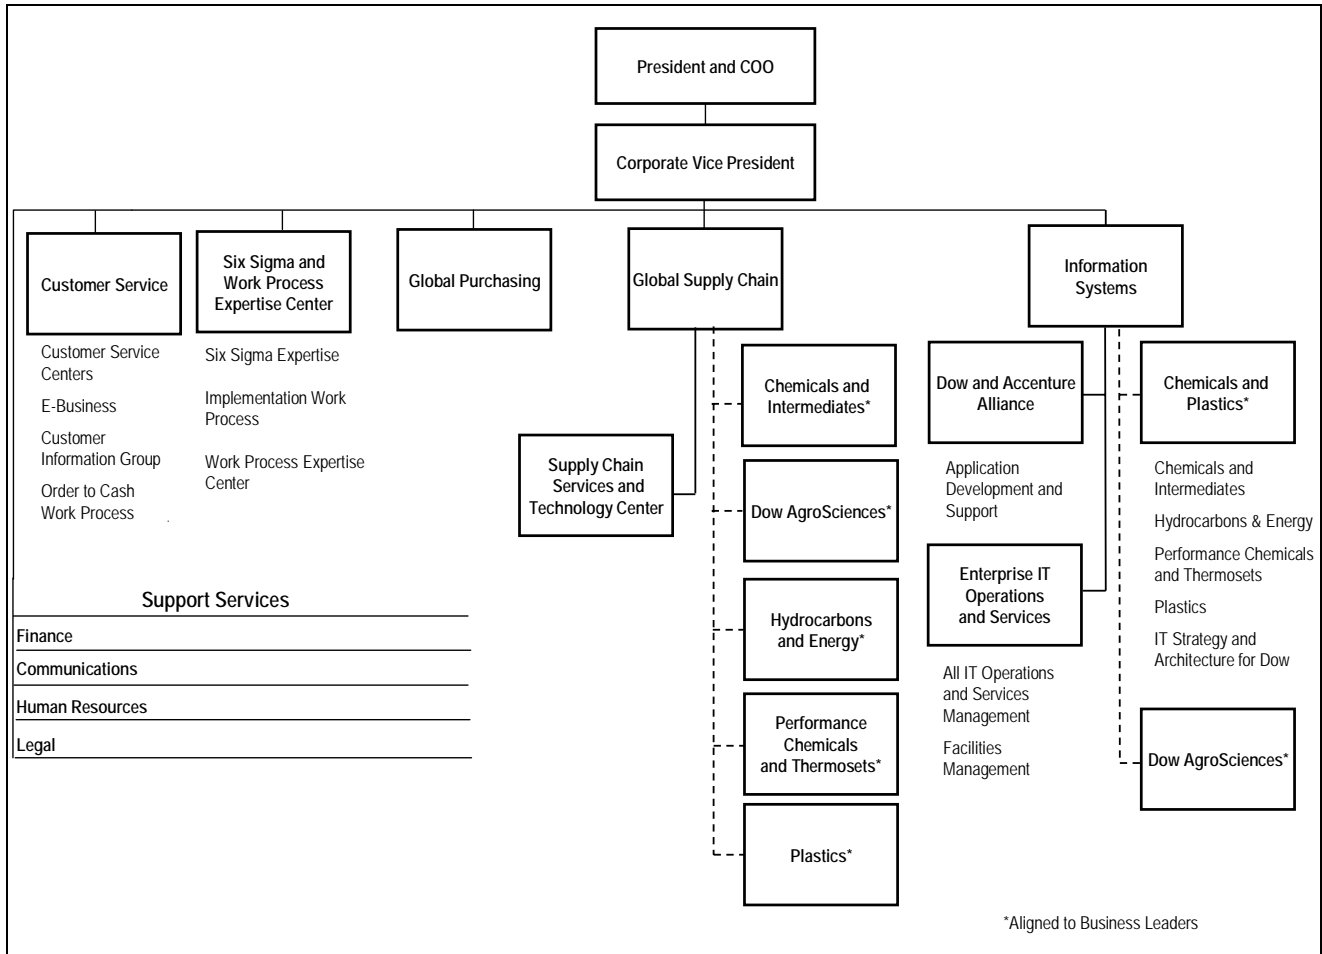 President and COO
Corporate Vice President
Customer Service
Six Sigma and
Work Process
Expertise Center
Global Purchasing
Global Supply Chain
Information
Systems
Customer Service
Centers
E-Business
Customer
Information Group
Order to Cash
Work Process
Six Sigma Expertise
Implementation Work
Process
Work Process Expertise
Center
Supply Chain
Services and
Technology Center
Chemicals and
Intermediates*
Dow AgroSciences*
Hydrocarbons
and Energy*
Performance
Chemicals
and Thermosets*
Plastics*
Dow and Accenture
Alliance
Application
Development and
Support
Enterprise IT
Operations
and Services
All IT Operations
and Services
Management
Facilities
Management
Chemicals and
Plastics*
Chemicals and
Intermediates
Hydrocarbons & Energy
Performance Chemicals
and Thermosets
Plastics
IT Strategy and
Architecture for Dow
Dow AgroSciences*
Support Services
Finance
Communications
Human Resources
Legal
*Aligned to Business Leaders